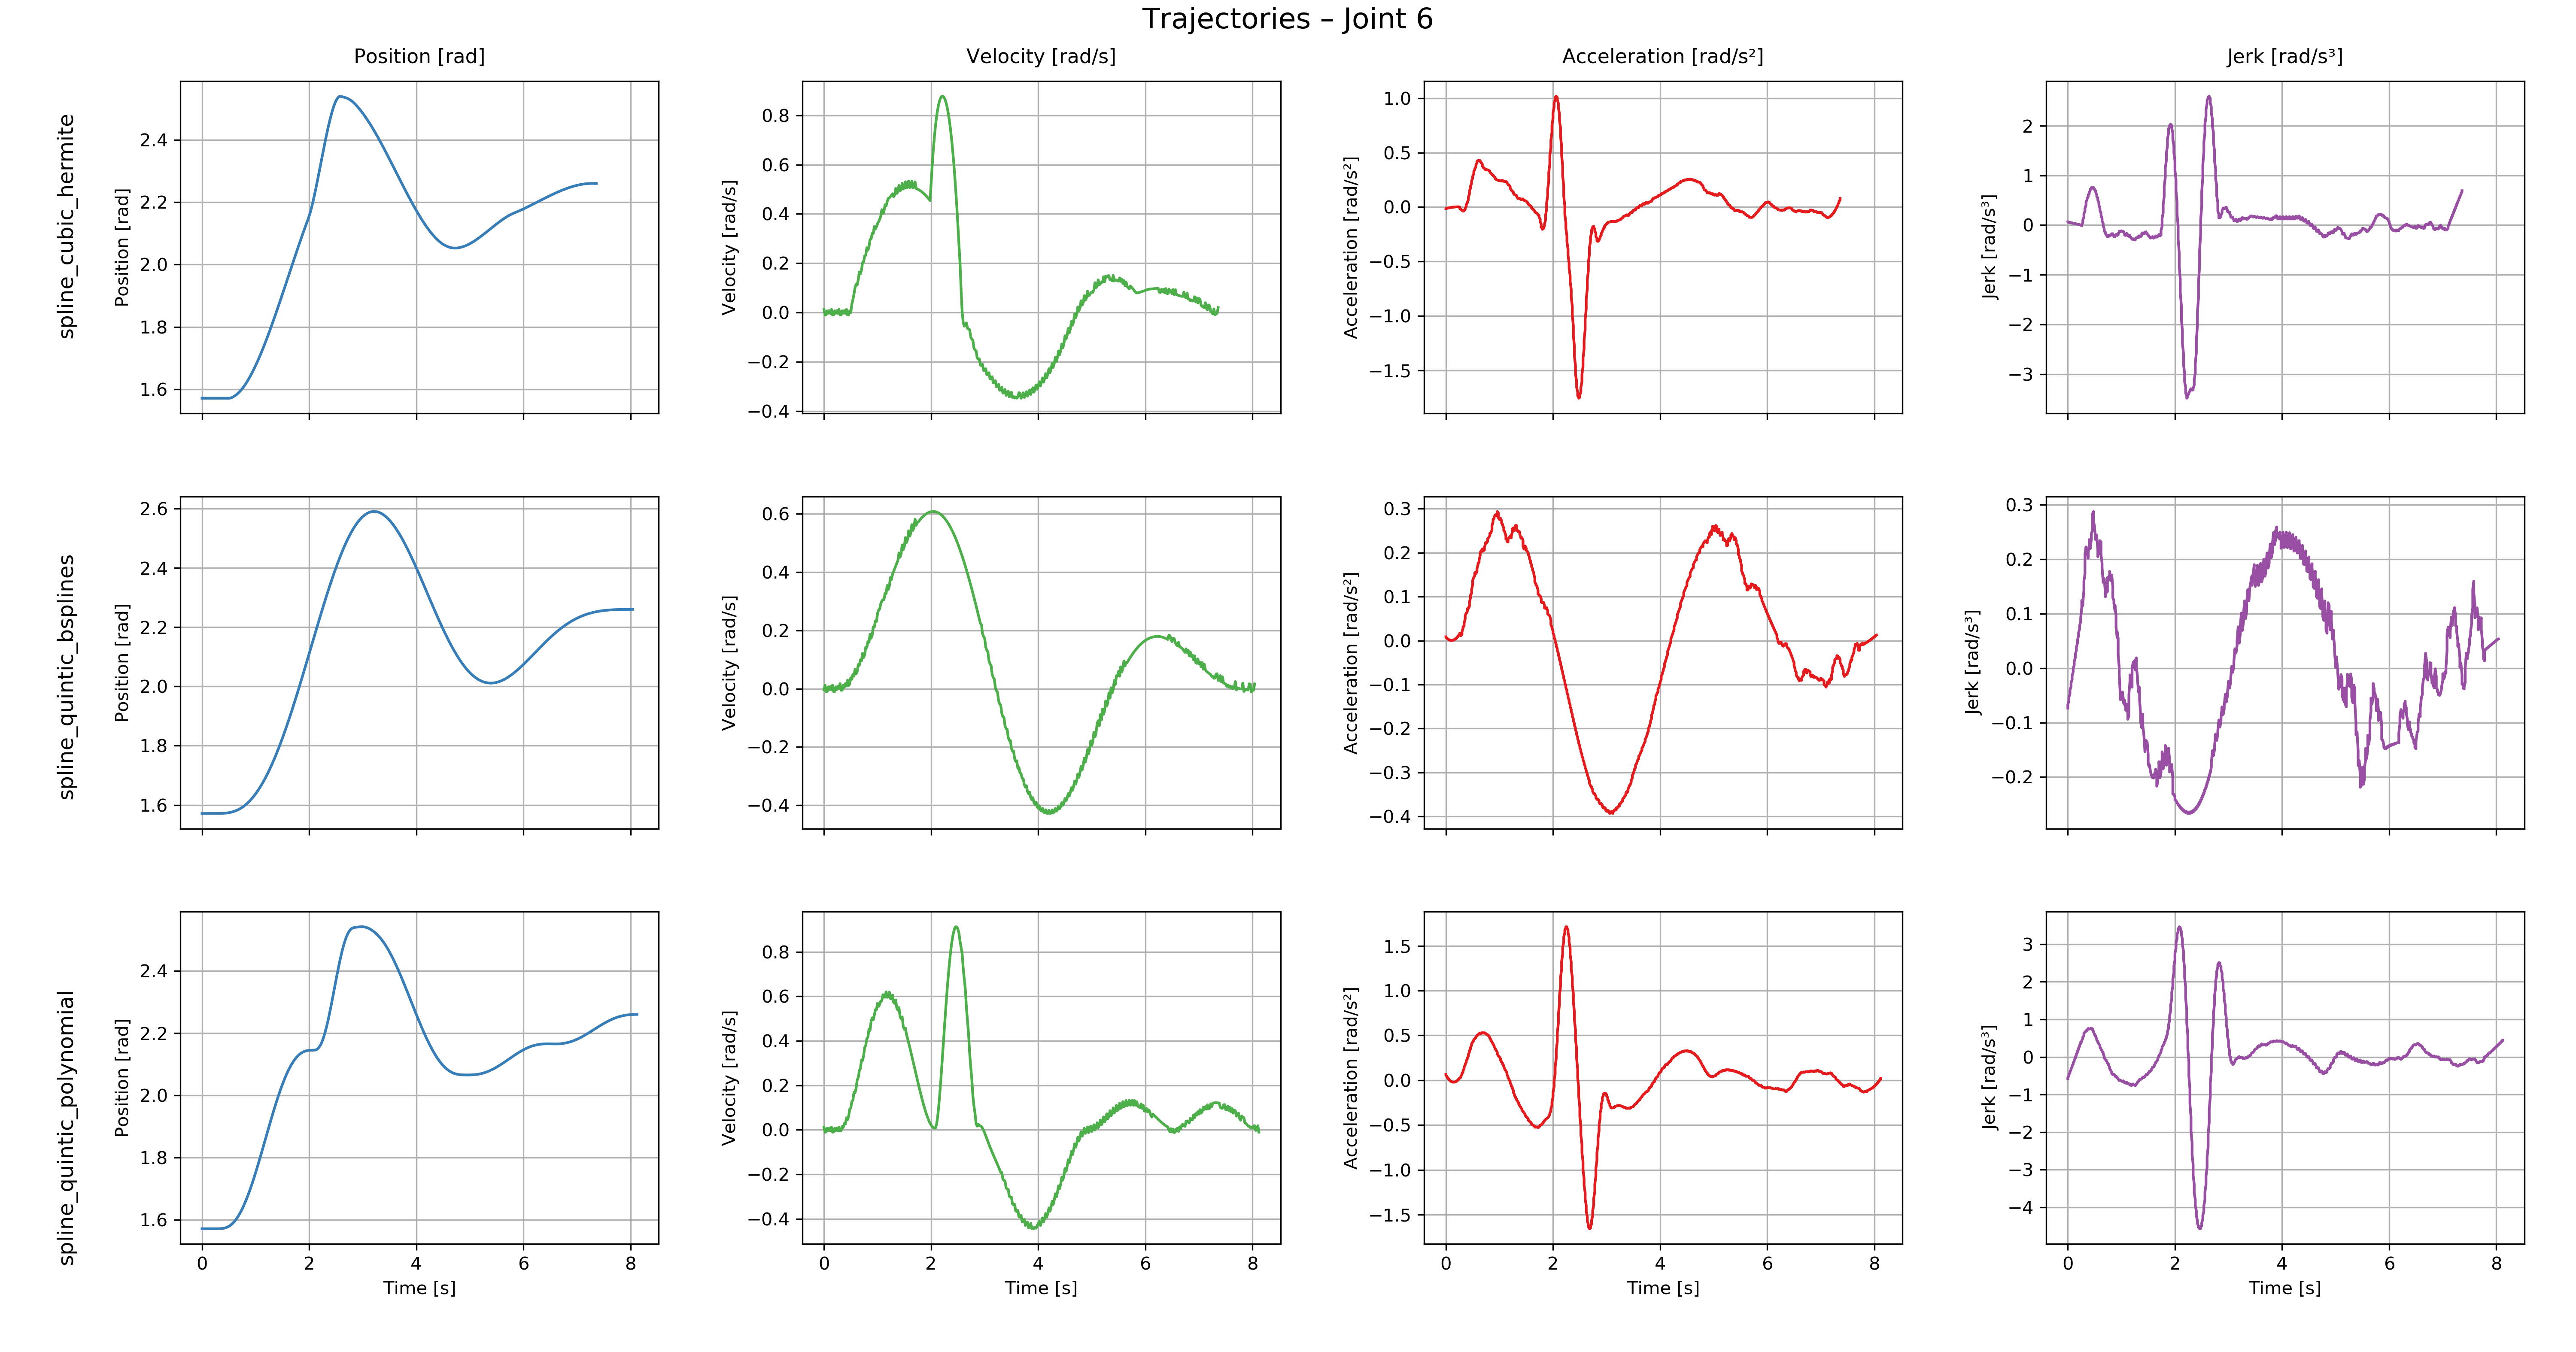 Trajectories – Joint 6
Position [rad]
Velocity [rad/s]
Acceleration [rad/s²]
Jerk [rad/s³]
spline_cubic_hermite
Position [rad]
2.4
2.2
2.0
1.8
1.6
Velocity [rad/s]
0.8
0.6
0.4
0.2
0.0
−0.2
−0.4
Acceleration [rad/s²]
1.0
0.5
0.0
−0.5
−1.0
−1.5
Jerk [rad/s³]
2
1
0
−1
−2
−3
spline_quintic_bsplines
Position [rad]
2.6
2.4
2.2
2.0
1.8
1.6
Velocity [rad/s]
0.6
0.4
0.2
0.0
−0.2
−0.4
Acceleration [rad/s²]
0.3
0.2
0.1
0.0
−0.1
−0.2
−0.3
−0.4
Jerk [rad/s³]
0.3
0.2
0.1
0.0
−0.1
−0.2
spline_quintic_polynomial
Position [rad]
2.4
2.2
2.0
1.8
1.6
0 2 4 6 8
Time [s]
Velocity [rad/s]
0.8
0.6
0.4
0.2
0.0
−0.2
−0.4
0 2 4 6 8
Time [s]
Acceleration [rad/s²]
1.5
1.0
0.5
0.0
−0.5
−1.0
−1.5
0 2 4 6 8
Time [s]
Jerk [rad/s³]
3
2
1
0
−1
−2
−3
−4
0 2 4 6 8
Time [s]